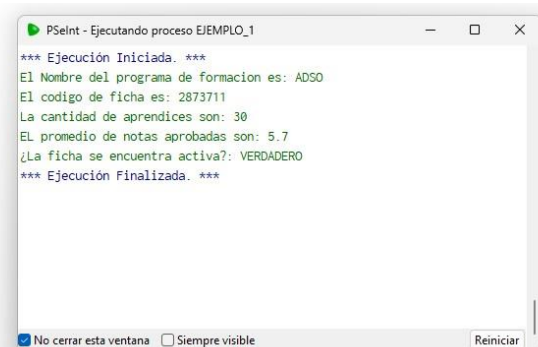 PSeInt - Ejecutando proceso EJEMPLO_1
*** Ejecución Iniciada. ***
El Nombre del programa de formacion es: ADSO
El codigo de ficha es: 2873711
La cantidad de aprendices son: 30
EL promedio de notas aprobadas son: 5.7
¿La ficha se encuentra activa?: VERDADERO
*** Ejecución Finalizada. ***
No cerrar esta ventana Siempre visible Reiniciar